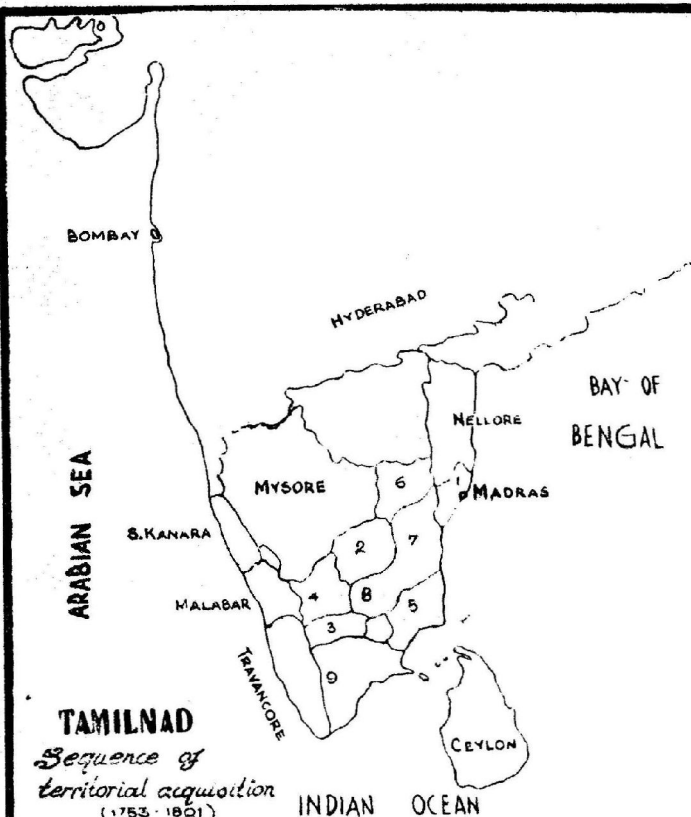 BOMBAY
HYDERABAD
BAY OF
BENGAL
NELLORE
ARABIAN SEA
MYSORE
6
1
MADRAS
S.KANARA
2
7
MALABAR
4
8
5
3
TRAVANCORE
9
TAMILNAD
Sequence of
territorial acquisition
(1753-1801)
CEYLON
INDIAN OCEAN